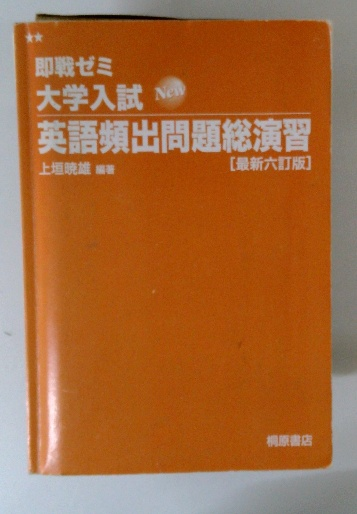 ★★
即戦ゼミ
大学入試 New
英語頻出問題総演習
[最新六訂版]
上垣暁雄 編著
桐原書店